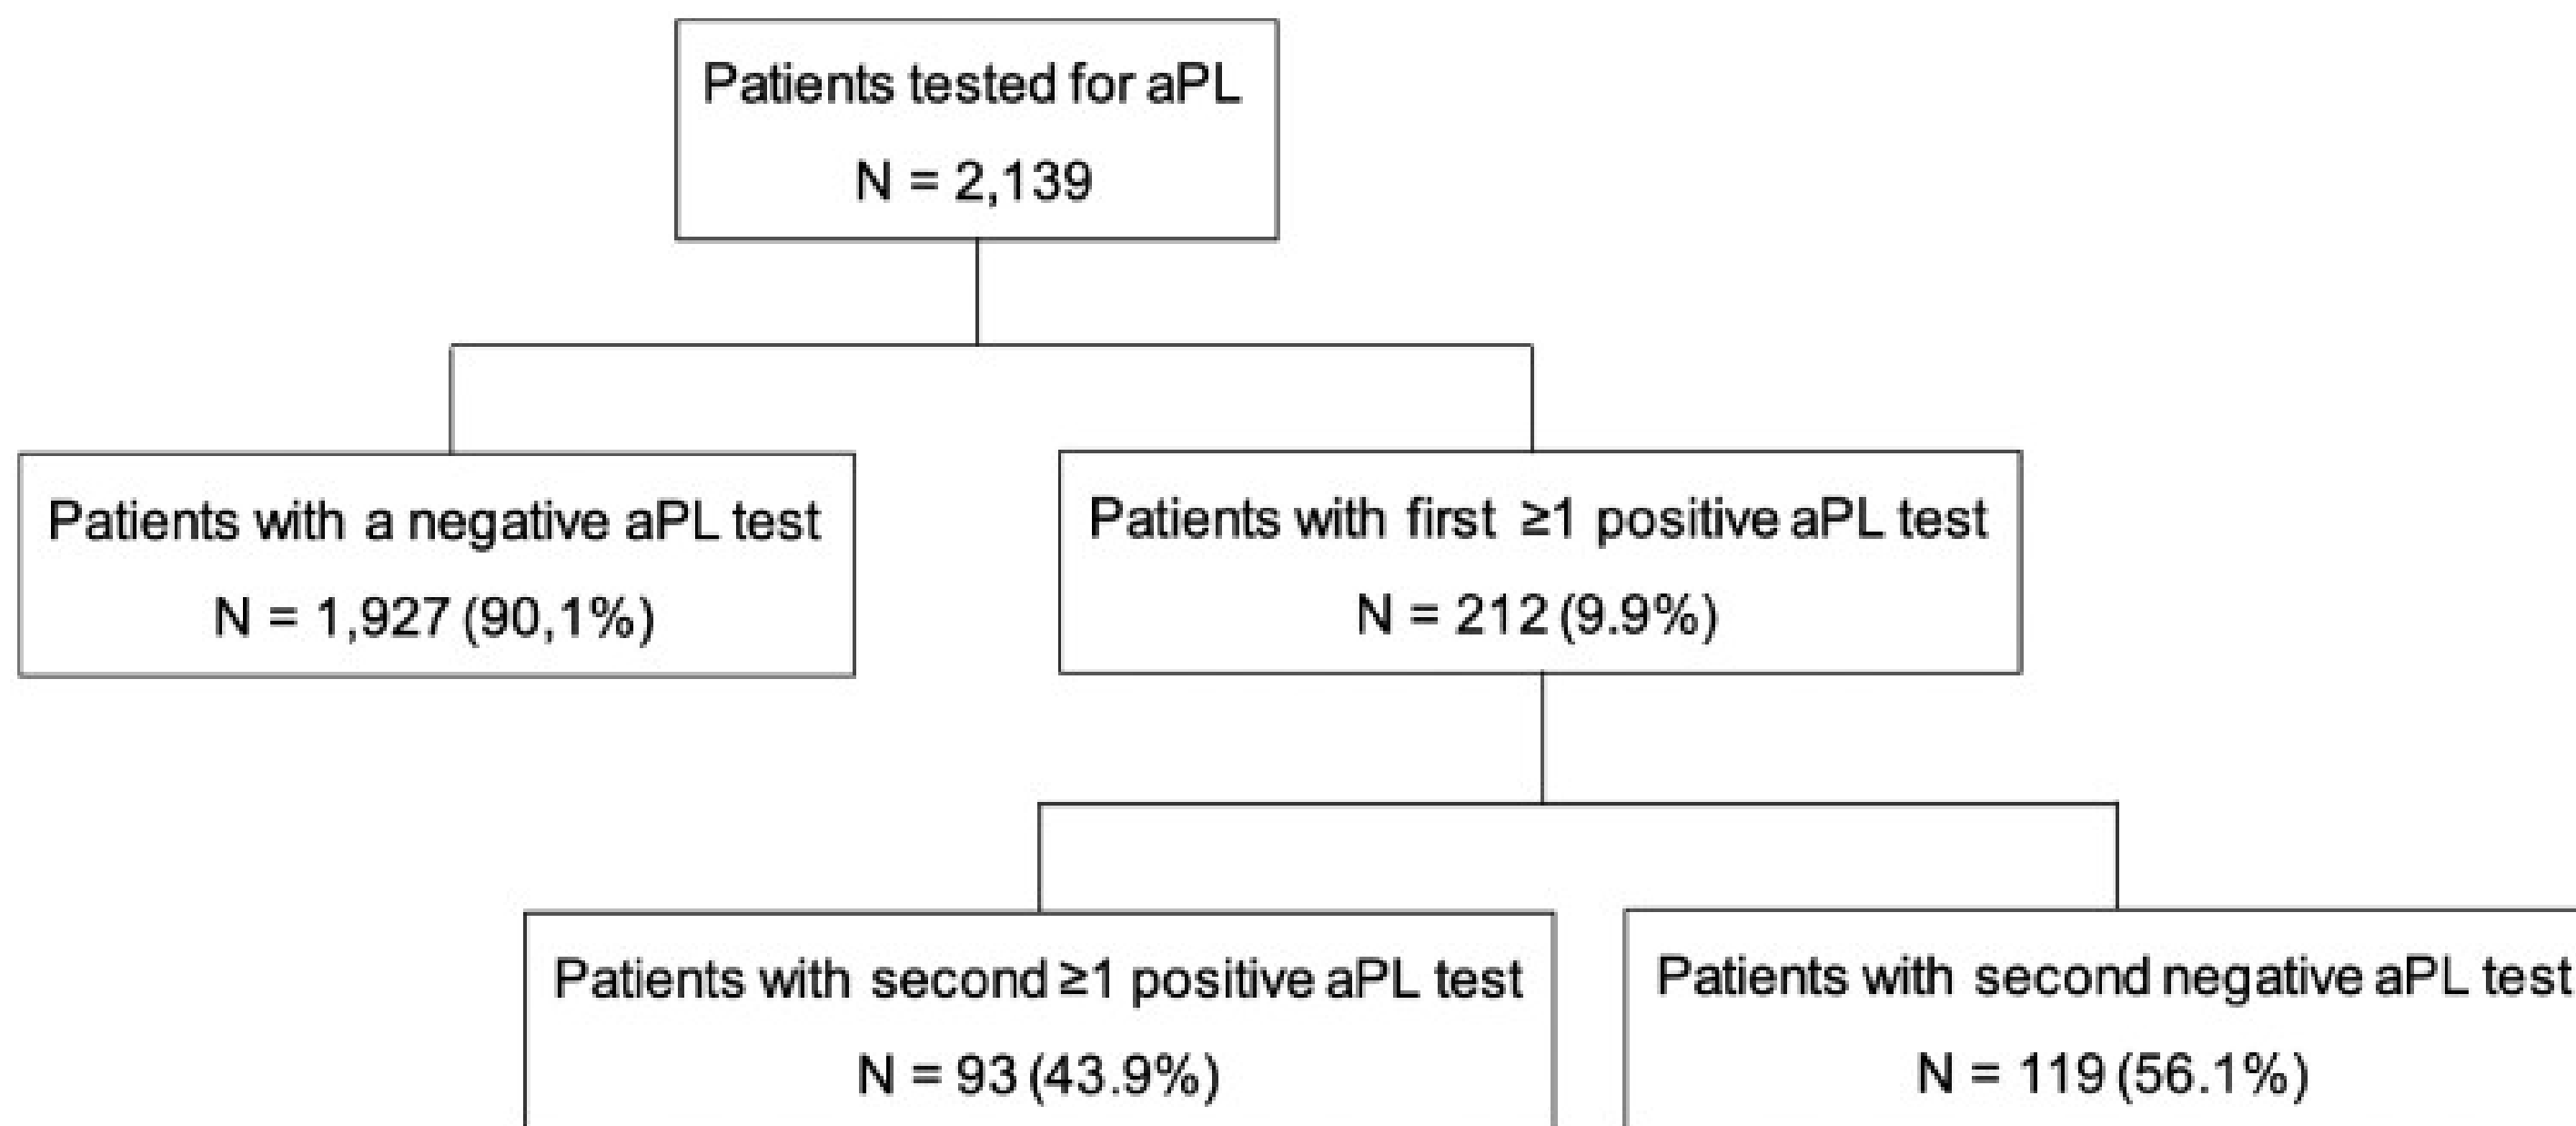 Patients tested for aPL
N = 2,139
Patients with a negative aPL test
N = 1,927 (90,1%)
Patients with first ≥1 positive aPL test
N = 212 (9.9%)
Patients with second ≥1 positive aPL test
N = 93 (43.9%)
Patients with second negative aPL test
N = 119 (56.1%)